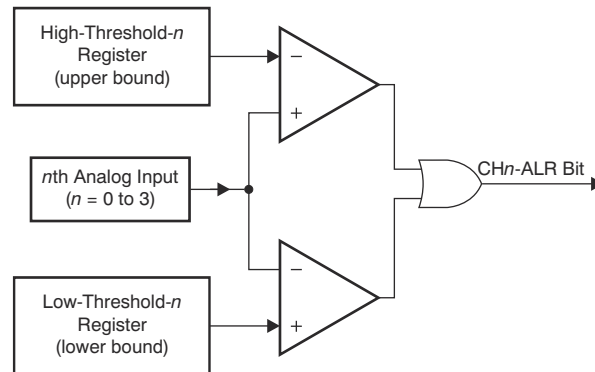 High-Threshold-n
Register
(upper bound)
−
+
nth Analog Input
(n = 0 to 3)
CHn-ALR Bit
−
+
Low-Threshold-n
Register
(lower bound)